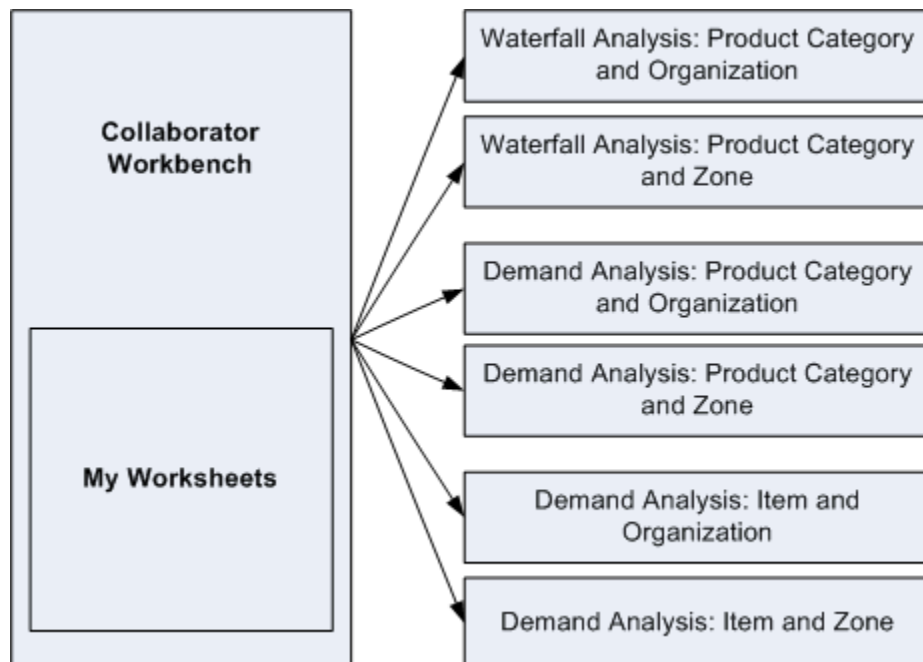 Collaborator
Workbench
My Worksheets
Waterfall Analysis: Product Category
and Organization
Waterfall Analysis: Product Category
and Zone
Demand Analysis: Product Category
and Organization
Demand Analysis: Product Category
and Zone
Demand Analysis: Item and
Organization
Demand Analysis: Item and Zone